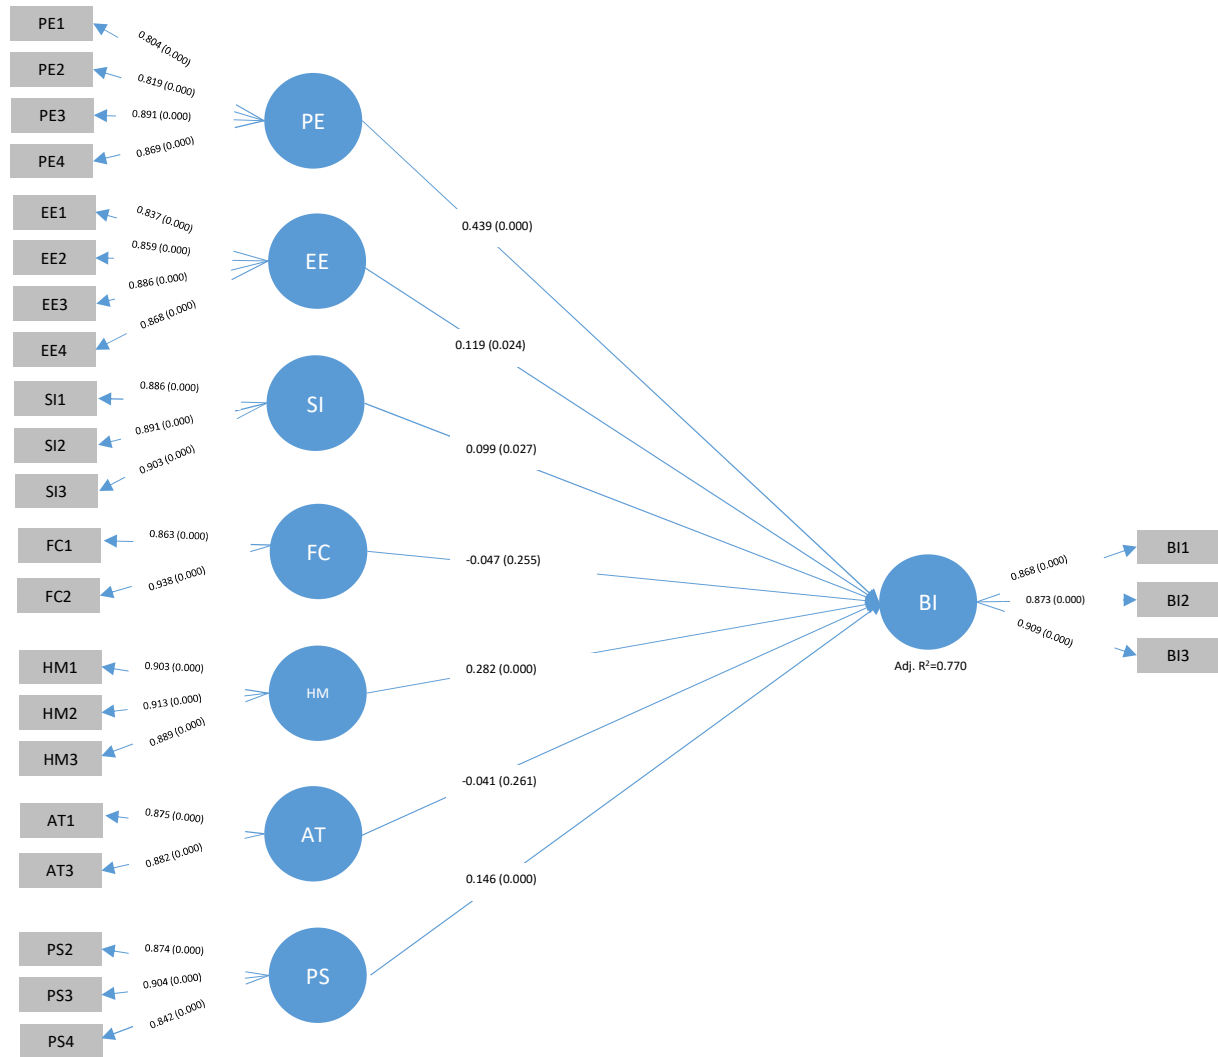 PE1
0.804 (0.000)
PE2
0.819 (0.000)
PE3
0.891 (0.000)
PE4
0.869 (0.000)
PE
0.439 (0.000)
EE1
0.837 (0.000)
EE2
0.859 (0.000)
EE3
0.886 (0.000)
EE4
0.868 (0.000)
EE
0.119 (0.024)
SI1
0.886 (0.000)
SI2
0.891 (0.000)
SI3
0.903 (0.000)
SI
0.099 (0.027)
FC1
0.863 (0.000)
FC2
0.938 (0.000)
FC
-0.047 (0.255)
HM1
0.903 (0.000)
HM2
0.913 (0.000)
HM3
0.889 (0.000)
HM
0.282 (0.000)
AT1
0.875 (0.000)
AT3
0.882 (0.000)
AT
-0.041 (0.261)
PS2
0.874 (0.000)
PS3
0.904 (0.000)
PS4
0.842 (0.000)
PS
0.146 (0.000)
BI
Adj. R²=0.770
0.868 (0.000)
BI1
0.873 (0.000)
BI2
0.909 (0.000)
BI3